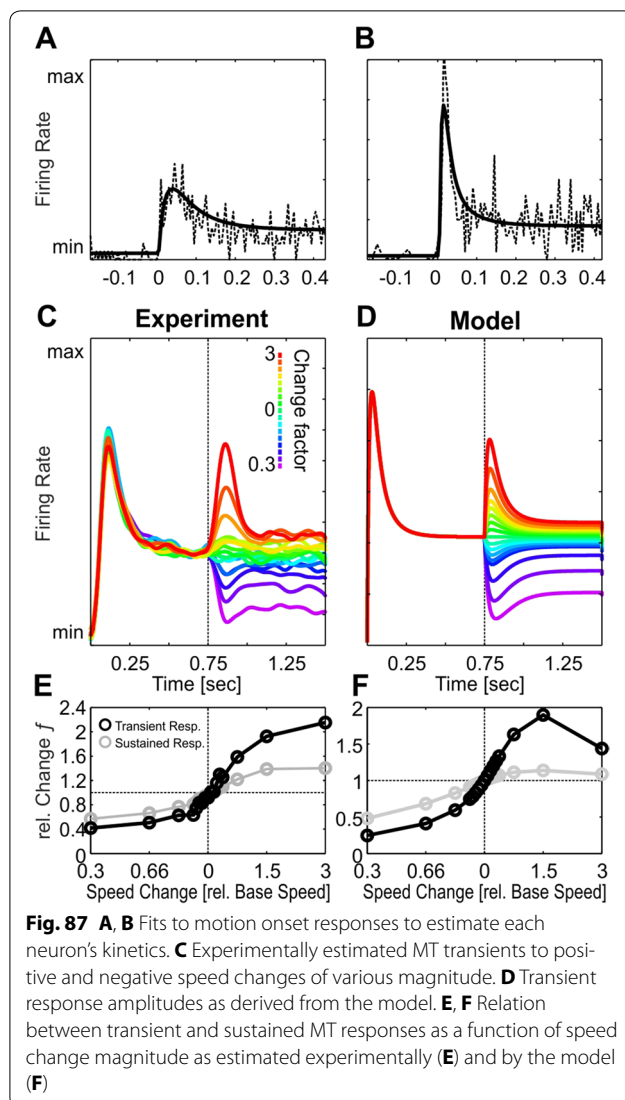 A
B
max
Firing Rate
min
-0.1 0 0.1 0.2 0.3 0.4
-0.1 0 0.1 0.2 0.3 0.4
C Experiment
D Model
max
Firing Rate
min
3
0
0.3
Change factor
0.25 0.75 1.25
Time [sec]
0.25 0.75 1.25
Time [sec]
E
F
rel. Change f
2.4
2
1.6
1.2
0.8
0.4
0
Transient Resp.
Sustained Resp.
0.3 0.66 0 1.5 3
Speed Change [rel. Base Speed]
2
1.5
1
0.5
0
0.3 0.66 0 1.5 3
Speed Change [rel. Base Speed]
Fig. 87 A, B Fits to motion onset responses to estimate each
neuron's kinetics. C Experimentally estimated MT transients to posi-
tive and negative speed changes of various magnitude. D Transient
response amplitudes as derived from the model. E, F Relation
between transient and sustained MT responses as a function of speed
change magnitude as estimated experimentally (E) and by the model
(F)